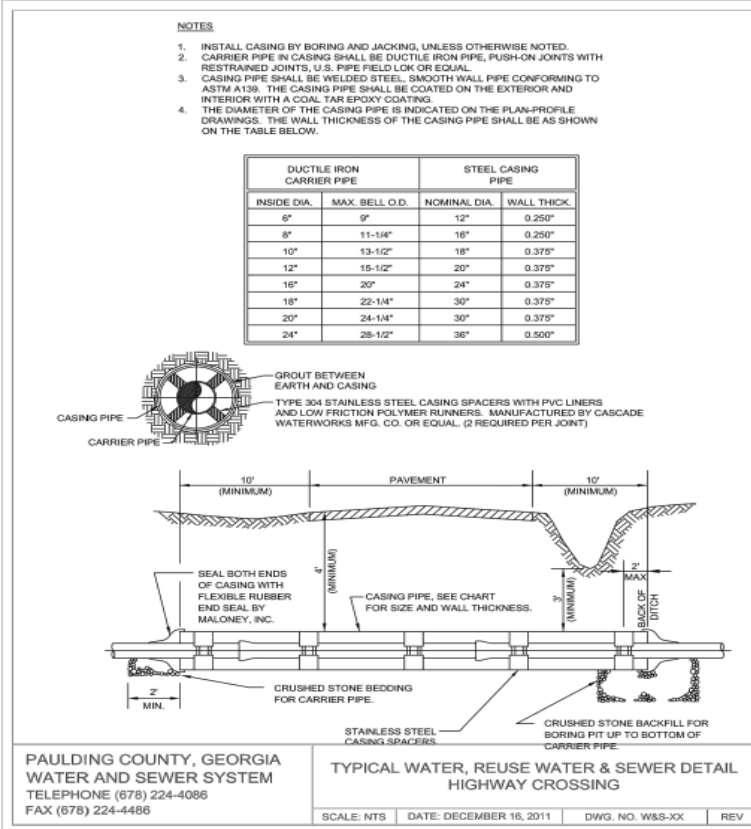 NOTES
1. INSTALL CASING BY BORING AND JACKING, UNLESS OTHERWISE NOTED.
2. CARRIER PIPE IN CASING SHALL BE DUCTILE IRON PIPE, PUSH-ON JOINTS WITH
RESTRAINED JOINTS, U.S. PIPE FIELD LOK OR EQUAL.
3. CASING PIPE SHALL BE WELDED STEEL, SMOOTH WALL PIPE CONFORMING TO
ASTM A139. THE CASING PIPE SHALL BE COATED ON THE EXTERIOR AND
INTERIOR WITH A COAL TAR EPOXY COATING.
4. THE DIAMETER OF THE CASING PIPE IS INDICATED ON THE PLAN-PROFILE
DRAWINGS. THE WALL THICKNESS OF THE CASING PIPE SHALL BE AS SHOWN
ON THE TABLE BELOW.
DUCTILE IRON STEEL CASING
CARRIER PIPE PIPE
INSIDE DIA. MAX. BELL O.D. NOMINAL DIA. WALL THICK.
6" 9" 12" 0.250"
8" 11-1/4" 16" 0.250"
10" 13-1/2" 18" 0.375"
12" 15-1/2" 20" 0.375"
16" 20" 24" 0.375"
18" 22-1/4" 30" 0.375"
20" 24-1/4" 30" 0.375"
24" 28-1/2" 36" 0.500"
GROUT BETWEEN
EARTH AND CASING
TYPE 304 STAINLESS STEEL CASING SPACERS WITH PVC LINERS
AND LOW FRICTION POLYMER RUNNERS. MANUFACTURED BY CASCADE
WATERWORKS MFG. CO. OR EQUAL. (2 REQUIRED PER JOINT)
CASING PIPE
CARRIER PIPE
10'
(MINIMUM)
PAVEMENT
10'
(MINIMUM)
4'
(MINIMUM)
3'
(MINIMUM)
2'
MAX.
BACK OF
DITCH
SEAL BOTH ENDS
OF CASING WITH
FLEXIBLE RUBBER
END SEAL BY
MALONEY, INC.
CASING PIPE, SEE CHART
FOR SIZE AND WALL THICKNESS.
2'
MIN.
CRUSHED STONE BEDDING
FOR CARRIER PIPE.
STAINLESS STEEL
CASING SPACERS
CRUSHED STONE BACKFILL FOR
BORING PIT UP TO BOTTOM OF
CARRIER PIPE.
PAULDING COUNTY, GEORGIA
WATER AND SEWER SYSTEM
TELEPHONE (678) 224-4086
FAX (678) 224-4486
TYPICAL WATER, REUSE WATER & SEWER DETAIL
HIGHWAY CROSSING
SCALE: NTS DATE: DECEMBER 16, 2011 DWG. NO. W&S-XX REV